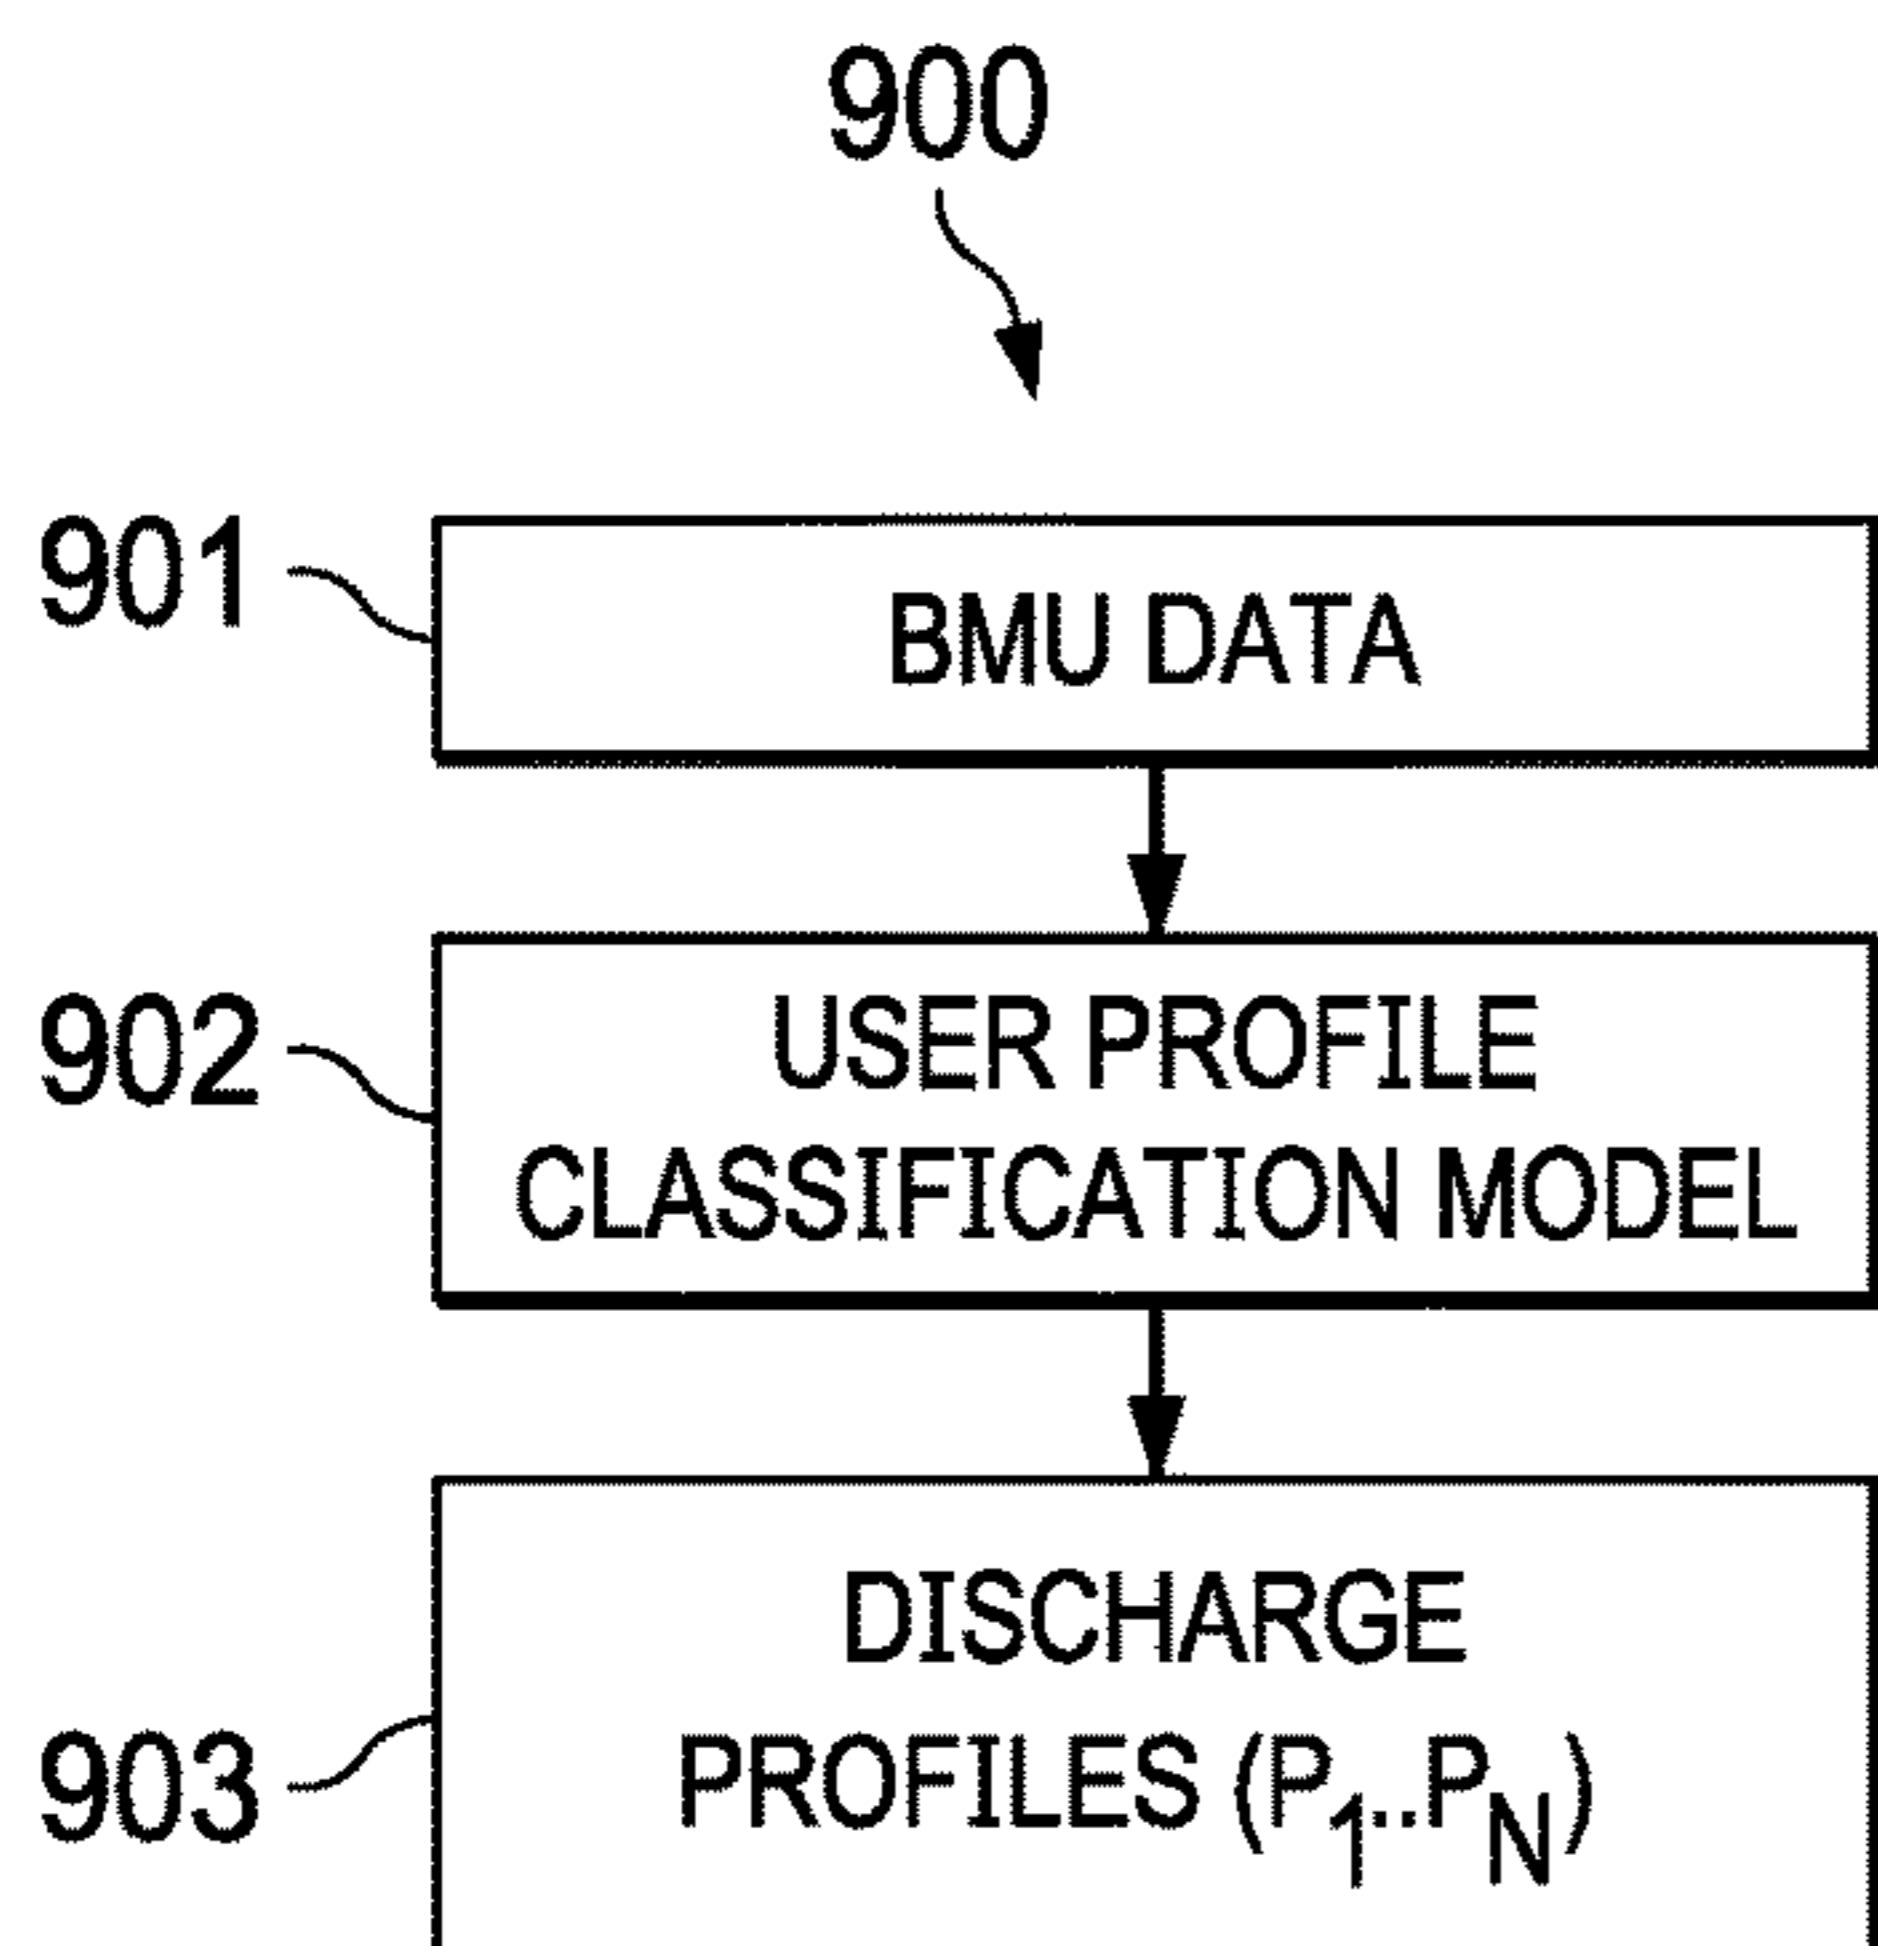 900
901
BMU DATA
902
USER PROFILE
CLASSIFICATION MODEL
DISCHARGE
903
PROFILES (P1..PN)